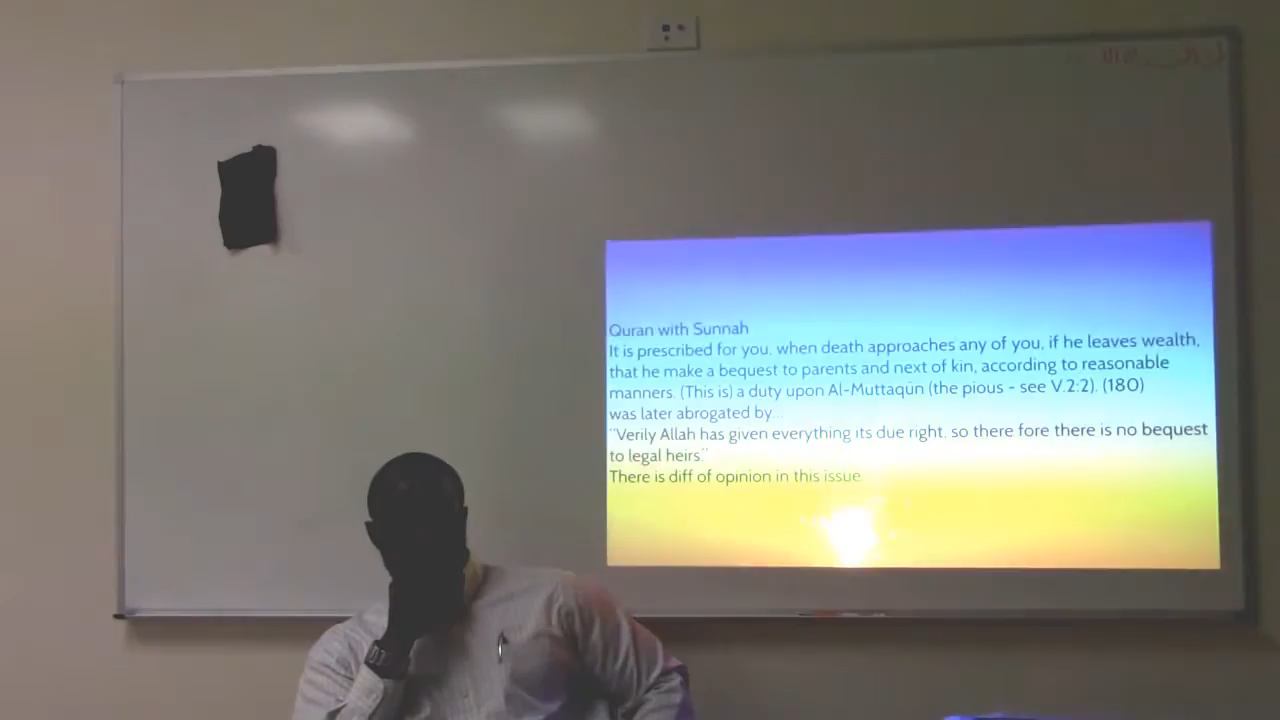 Quran with Sunnah
It is prescribed for you, when death approaches any of you, if he leaves wealth,
that he make a bequest to parents and next of kin, according to reasonable
manners. (This is) a duty upon Al-Muttaqûn (the pious - see V.2:2). (180)
was later abrogated by...
"Verily Allah has given everything its due right, so there fore there is no bequest
to legal heirs."
There is diff of opinion in this issue